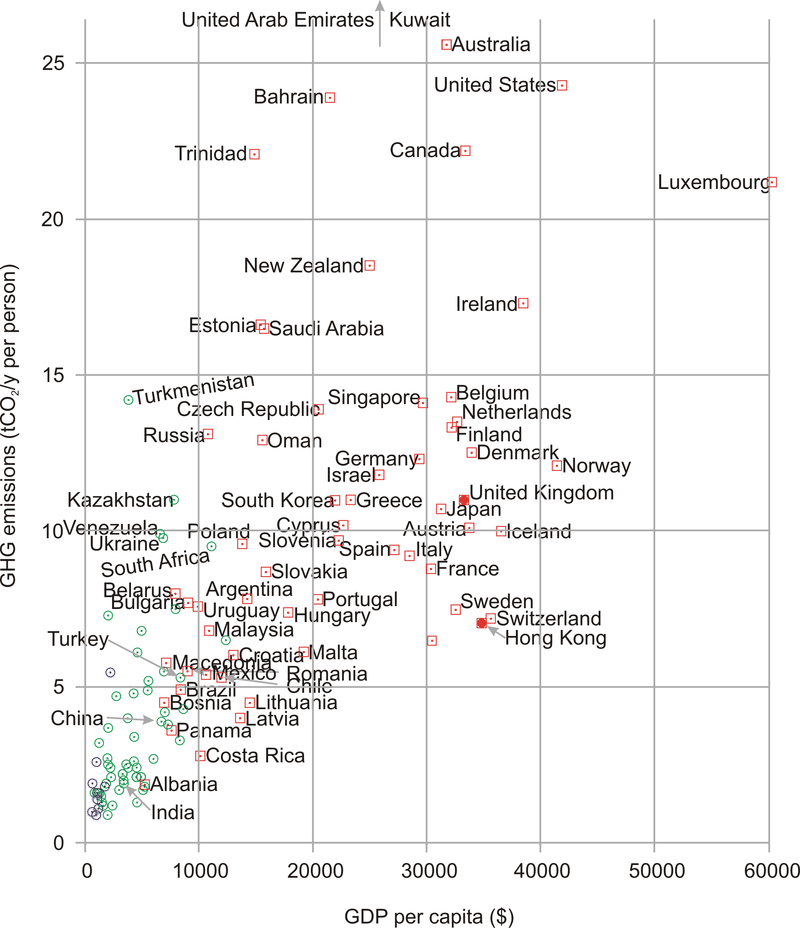 United Arab Emirates Kuwait
Australia
25
United States
Bahrain
Canada
Trinidad
Luxembourg
20
New Zealand
Ireland
Estonia Saudi Arabia
15
Turkmenistan
Singapore Belgium
Czech Republic Netherlands
Russia Oman Finland
Germany Denmark
Israel Norway
United Kingdom
Kazakhstan South Korea Greece
Japan
Venezuela Poland Cyprus Austria Iceland
10
Ukraine Slovenia Spain Italy
South Africa
Slovakia France
Belarus Argentina
Bulgaria Uruguay Portugal Sweden
Hungary Switzerland
Turkey Malaysia Hong Kong
Croatia Malta
Macedonia
Mexico Romania
5
Brazil Chile
Bosnia Lithuania
China Latvia
Panama
Costa Rica
Albania
India
0
0 10000 20000 30000 40000 50000 60000
GDP per capita ($)
GHG emissions (tCO₂/y per person)